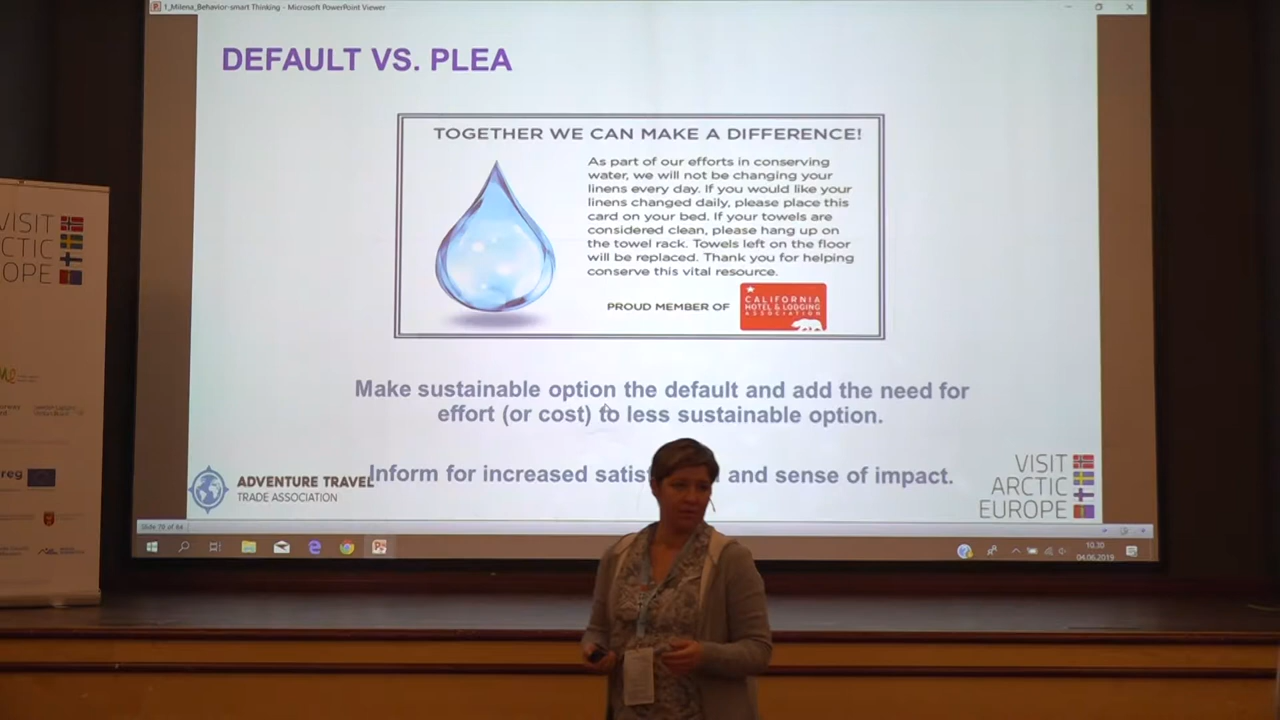 1_Milena_Behavior-smart Thinking - Microsoft PowerPoint Viewer
DEFAULT VS. PLEA
TOGETHER WE CAN MAKE A DIFFERENCE!
As part of our efforts in conserving
water, we will not be changing your
linens every day. If you would like your
linens changed daily, please place this
card on your bed. If your towels are
considered clean, please hang up on
the towel rack. Towels left on the floor
will be replaced. Thank you for helping
conserve this vital resource.
PROUD MEMBER OF
CALIFORNIA
HOTEL & LODGING
ASSOCIATION
Make sustainable option the default and add the need for
effort (or cost) to less sustainable option.
Inform for increased satis and sense of impact.
ADVENTURE TRAVEL
TRADE ASSOCIATION
VISIT
ARCTIC
EUROPE
10.30
04.06.2019
VISIT
CTIC
EUROPE
reg